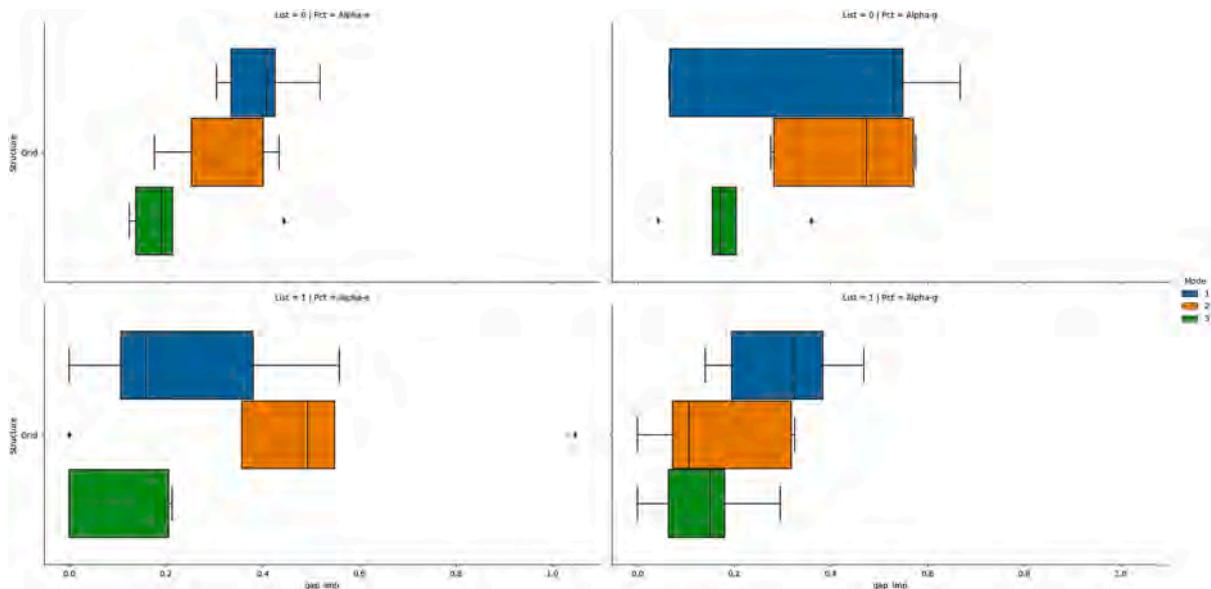 List = 0 | Pct = Alpha-e
List = 0 | Pct = Alpha-g
Structure
Grid
List = 1 | Pct = Alpha-e
List = 1 | Pct = Alpha-g
Mode
1
2
3
Structure
Grid
0.0 0.2 0.4 0.6 0.8 1.0
gap_imp
0.0 0.2 0.4 0.6 0.8 1.0
gap_imp